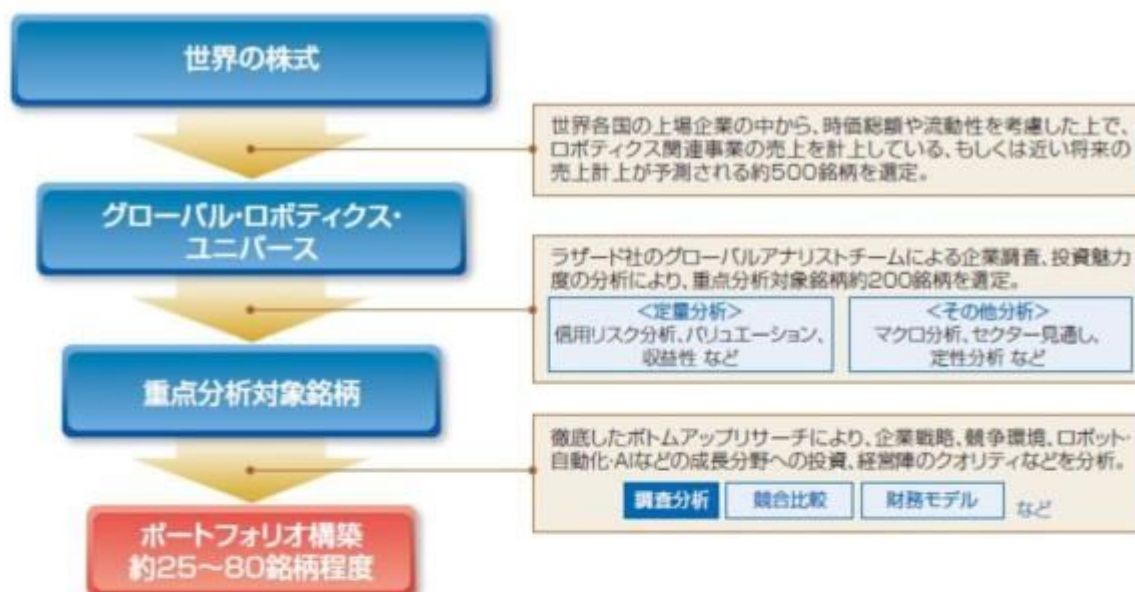 世界の株式
世界各国の上場企業の中から、時価総額や流動性を考慮した上で、
ロボティクス関連事業の売上を計上している、もしくは近い将来の
売上計上が予測される約500銘柄を選定。
グローバル・ロボティクス・
ユニバース
ラザード社のグローバルアナリストチームによる企業調査、投資魅力
度の分析により、重点分析対象銘柄約200銘柄を選定。
<定量分析>
信用リスク分析、バリュエーション、
収益性 など
<その他分析>
マクロ分析、セクター見通し、
定性分析 など
重点分析対象銘柄
徹底したボトムアップリサーチにより、企業戦略、競争環境、ロボット・
自動化・AIなどの成長分野への投資、経営陣のクオリティなどを分析。
調査分析
競合比較
財務モデル
など
ポートフォリオ構築
約25～80銘柄程度